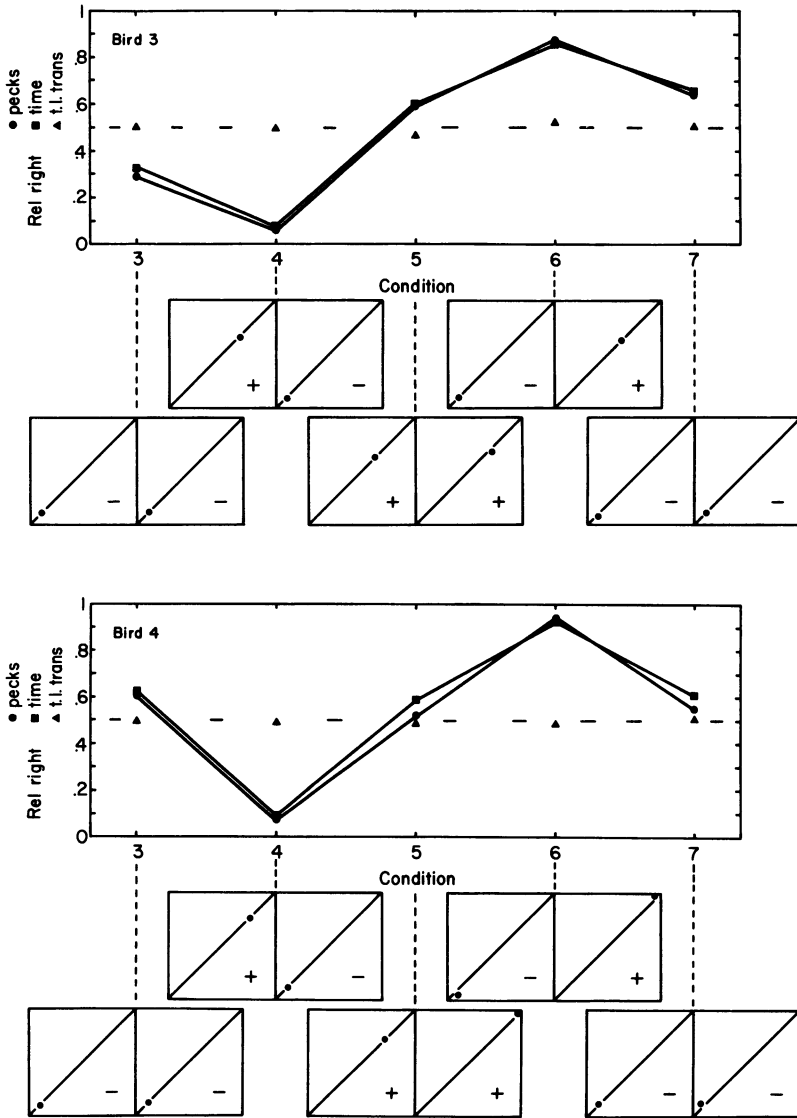 1
Bird 3
.8
.6
.4
.2
0
● pecks
■ time
▲ t.l. trans
Rel right
3 4 5 6 7
Condition
+ - - +
- - + + - -
1
Bird 4
.8
.6
.4
.2
0
● pecks
■ time
▲ t.l. trans
Rel right
3 4 5 6 7
Condition
+ - - +
- - + + - -